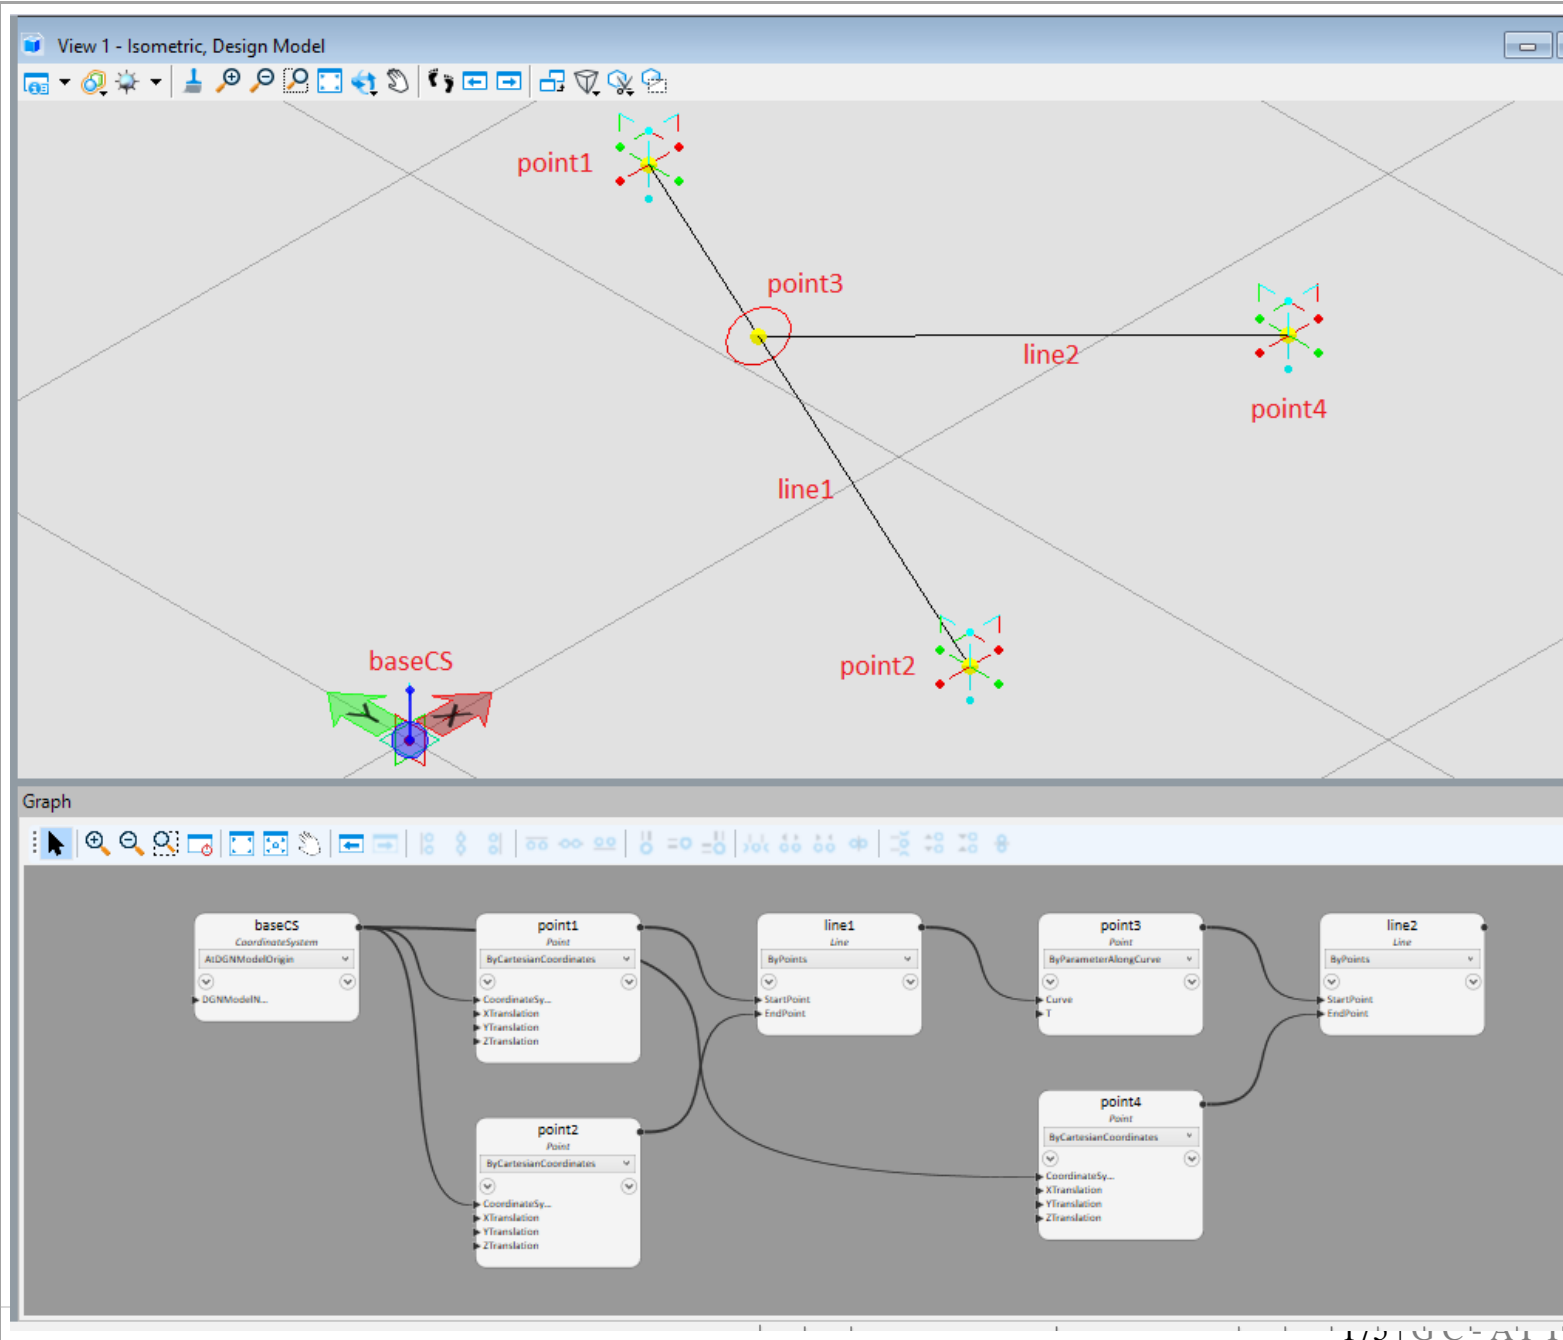 View 1 - Isometric, Design Model
point1
point3
line2
point4
line1
baseCS
point2
Y
X
Graph
baseCS
CoordinateSystem
AtDGNModelOrigin
DGNModelN...
point1
Point
ByCartesianCoordinates
CoordinateSy...
XTranslation
YTranslation
ZTranslation
line1
Line
ByPoints
StartPoint
EndPoint
point3
Point
ByParameterAlongCurve
Curve
T
line2
Line
ByPoints
StartPoint
EndPoint
point2
Point
ByCartesianCoordinates
CoordinateSy...
XTranslation
YTranslation
ZTranslation
point4
Point
ByCartesianCoordinates
CoordinateSy...
XTranslation
YTranslation
ZTranslation